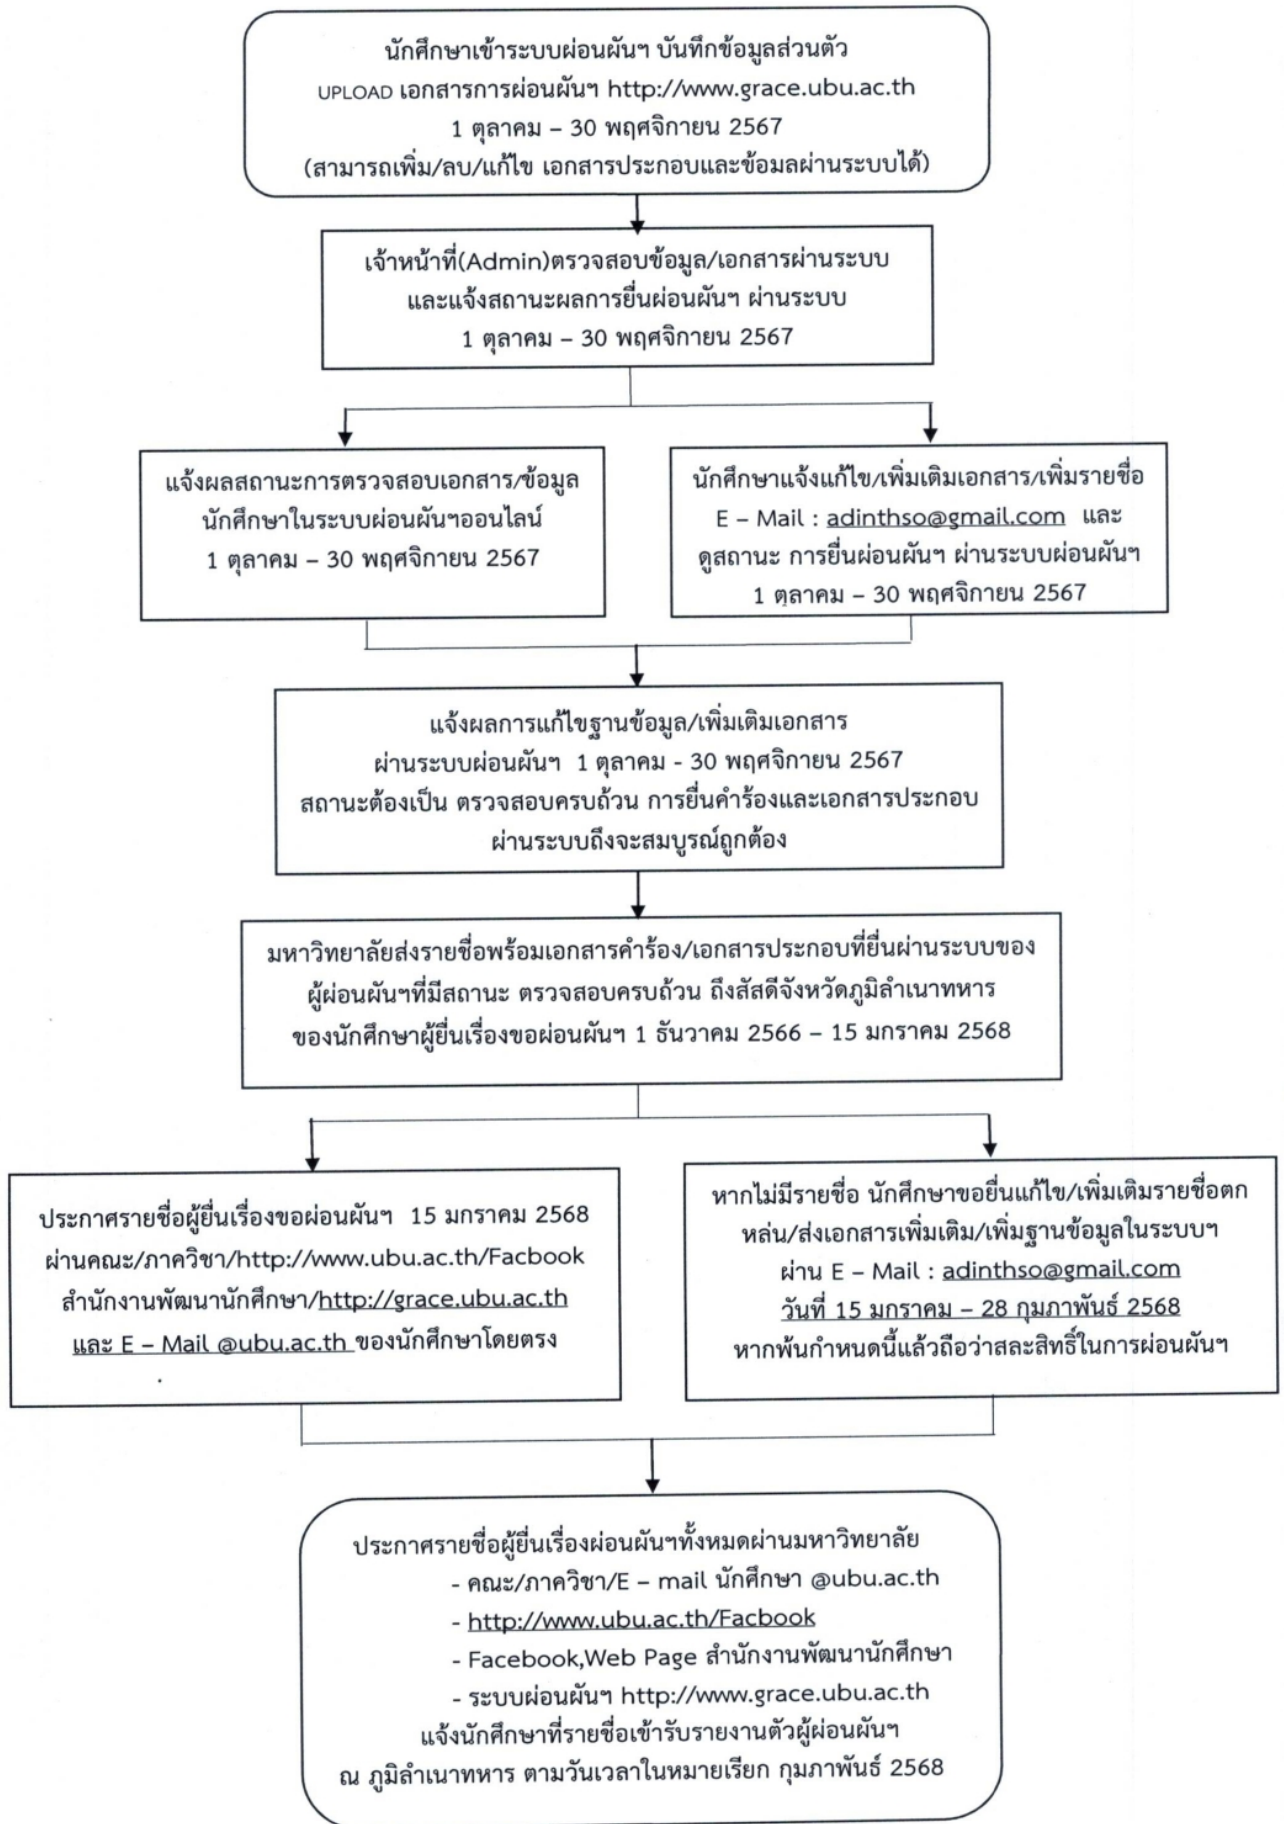 นักศึกษาเข้าระบบผ่อนผันฯ บันทึกข้อมูลส่วนตัว
UPLOAD เอกสารการผ่อนผันฯ http://www.grace.ubu.ac.th
1 ตุลาคม – 30 พฤศจิกายน 2567
(สามารถเพิ่ม/ลบ/แก้ไข เอกสารประกอบและข้อมลผ่านระบบได้)
เจ้าหน้าที่(Admin)ตรวจสอบข้อมูล/เอกสารผ่านระบบ
และแจ้งสถานะผลการยื่นผ่อนผันฯ ผ่านระบบ
1 ตุลาคม – 30 พฤศจิกายน 2567
แจ้งผลสถานะการตรวจสอบเอกสาร/ข้อมูล
นักศึกษาในระบบผ่อนผันฯออนไลน์
1 ตุลาคม – 30 พฤศจิกายน 2567
นักศึกษาแจ้งแก้ไข/เพิ่มเติมเอกสาร/เพิ่มรายชื่อ
E – Mail : adinthso@gmail.com และ
ดูสถานะ การยื่นผ่อนผันฯ ผ่านระบบผ่อนผันฯ
1 ตุลาคม – 30 พฤศจิกายน 2567
แจ้งผลการแก้ไขฐานข้อมูล/เพิ่มเติมเอกสาร
ผ่านระบบผ่อนผันฯ 1 ตุลาคม - 30 พฤศจิกายน 2567
สถานะต้องเป็น ตรวจสอบครบถ้วน การยื่นคำร้องและเอกสารประกอบ
ผ่านระบบถึงจะสมบูรณ์ถูกต้อง
มหาวิทยาลัยส่งรายชื่อพร้อมเอกสารคำร้อง/เอกสารประกอบที่ยื่นผ่านระบบของ
ผู้ผ่อนผันฯที่มีสถานะ ตรวจสอบครบถ้วน ถึงสัสดีจังหวัดภูมิลำเนาทหาร
ของนักศึกษาผู้ยื่นเรื่องขอผ่อนผันฯ 1 ธันวาคม 2566 – 15 มกราคม 2568
ประกาศรายชื่อผู้ยื่นเรื่องขอผ่อนผันฯ 15 มกราคม 2568
ผ่านคณะ/ภาควิชา/http://www.ubu.ac.th/Facbook
สำนักงานพัฒนานักศึกษา/http://grace.ubu.ac.th
และ E – Mail @ubu.ac.th ของนักศึกษาโดยตรง
หากไม่มีรายชื่อ นักศึกษาขอยื่นแก้ไข/เพิ่มเติมรายชื่อตก
หล่น/ส่งเอกสารเพิ่มเติม/เพิ่มฐานข้อมูลในระบบฯ
ผ่าน E – Mail : adinthso@gmail.com
วันที่ 15 มกราคม – 28 กุมภาพันธ์ 2568
หากพ้นกำหนดนี้แล้วถือว่าสละสิทธิ์ในการผ่อนผันฯ
ประกาศรายชื่อผู้ยื่นเรื่องผ่อนผันฯทั้งหมดผ่านมหาวิทยาลัย
- คณะ/ภาควิชา/E – mail นักศึกษา @ubu.ac.th
- http://www.ubu.ac.th/Facbook
- Facebook,Web Page สำนักงานพัฒนานักศึกษา
- ระบบผ่อนผันฯ http://www.grace.ubu.ac.th
แจ้งนักศึกษาที่รายชื่อเข้ารับรายงานตัวผู้ผ่อนผันฯ
ณ ภูมิลำเนาทหาร ตามวันเวลาในหมายเรียก กุมภาพันธ์ 2568